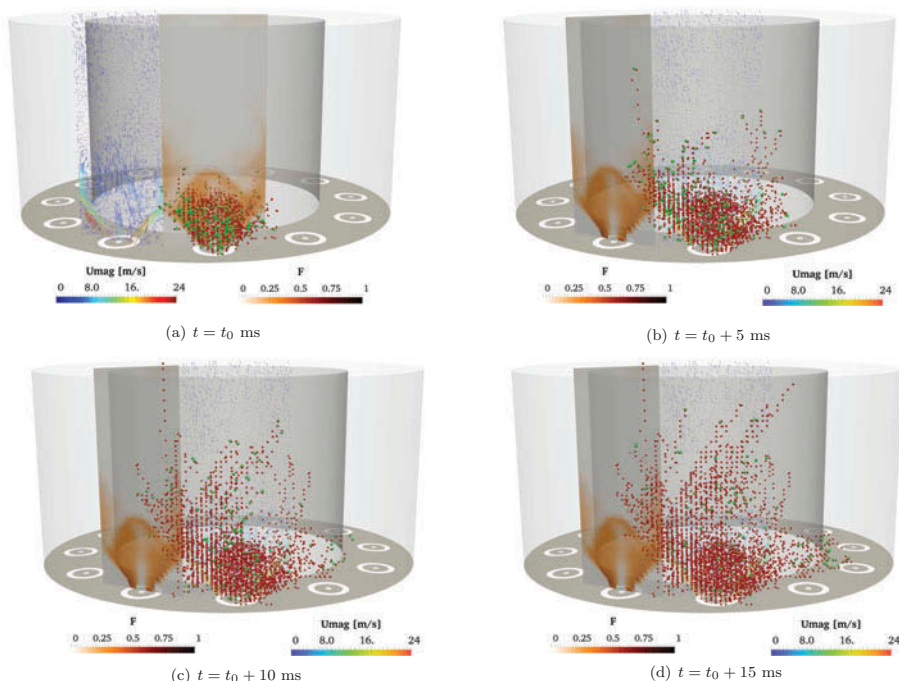 Umag [m/s]
0 8.0 16. 24
F
0 0.25 0.5 0.75 1
(a) t = t₀ ms
F
0 0.25 0.5 0.75 1
Umag [m/s]
0 8.0 16. 24
(b) t = t₀ + 5 ms
F
0 0.25 0.5 0.75 1
Umag [m/s]
0 8.0 16. 24
(c) t = t₀ + 10 ms
F
0 0.25 0.5 0.75 1
Umag [m/s]
0 8.0 16. 24
(d) t = t₀ + 15 ms